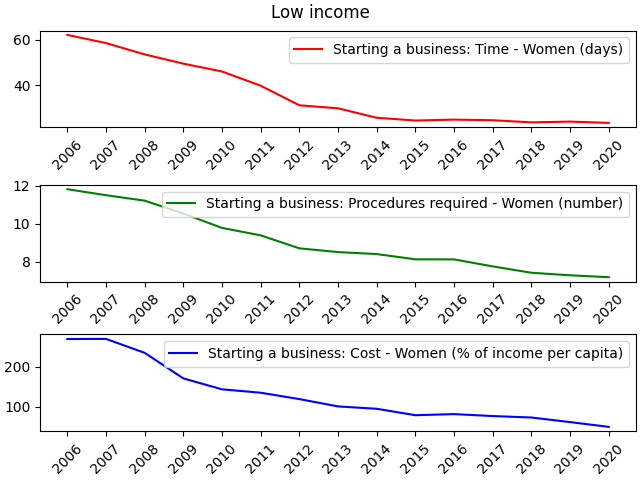 Low income
Starting a business: Time - Women (days)
60
40
2006 2007 2008 2009 2010 2011 2012 2013 2014 2015 2016 2017 2018 2019 2020
Starting a business: Procedures required - Women (number)
12
10
8
2006 2007 2008 2009 2010 2011 2012 2013 2014 2015 2016 2017 2018 2019 2020
Starting a business: Cost - Women (% of income per capita)
200
100
2006 2007 2008 2009 2010 2011 2012 2013 2014 2015 2016 2017 2018 2019 2020